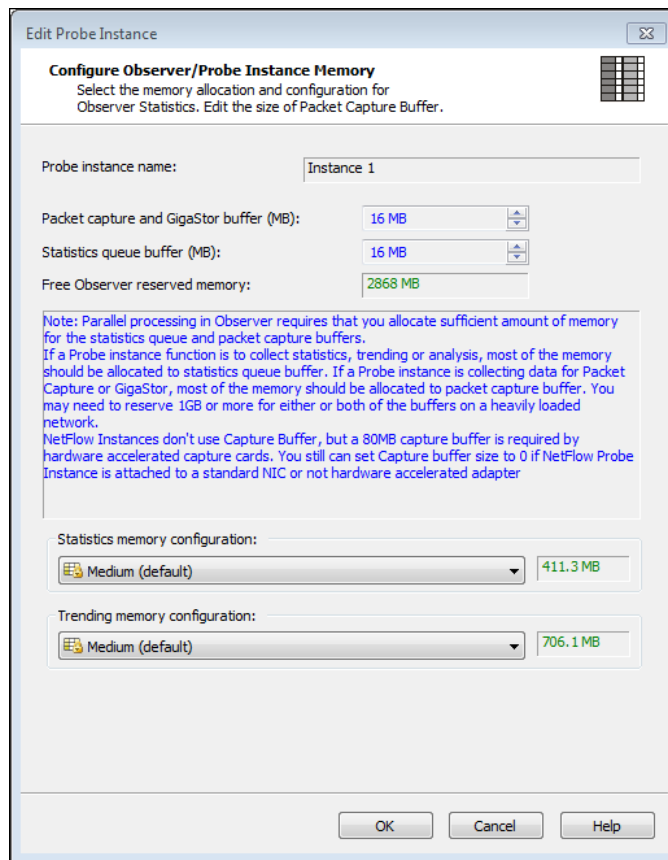 Edit Probe Instance
Configure Observer/Probe Instance Memory
Select the memory allocation and configuration for
Observer Statistics. Edit the size of Packet Capture Buffer.
Probe instance name: Instance 1
Packet capture and GigaStor buffer (MB): 16 MB
Statistics queue buffer (MB): 16 MB
Free Observer reserved memory: 2868 MB
Note: Parallel processing in Observer requires that you allocate sufficient amount of memory
for the statistics queue and packet capture buffers.
If a Probe instance function is to collect statistics, trending or analysis, most of the memory
should be allocated to statistics queue buffer. If a Probe instance is collecting data for Packet
Capture or GigaStor, most of the memory should be allocated to packet capture buffer. You
may need to reserve 1GB or more for either or both of the buffers on a heavily loaded
network.
NetFlow Instances don't use Capture Buffer, but a 80MB capture buffer is required by
hardware accelerated capture cards. You still can set Capture buffer size to 0 if NetFlow Probe
Instance is attached to a standard NIC or not hardware accelerated adapter
Statistics memory configuration:
Medium (default) 411.3 MB
Trending memory configuration:
Medium (default) 706.1 MB
OK Cancel Help